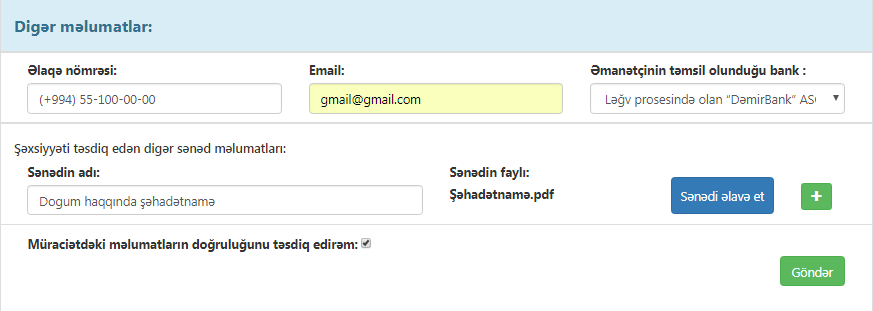 Digər məlumatlar:
Əlaqə nömrəsi:
Email:
Əmanətçinin təmsil olunduğu bank :
(+994) 55-100-00-00
gmail@gmail.com
Ləğv prosesində olan “DəmirBank” ASC
Şəxsiyyəti təsdiq edən digər sənəd məlumatları:
Sənədin adı:
Sənədin faylı:
Dogum haqqında şəhadətnamə
Şəhadətnamə.pdf
Sənədi əlavə et
+
Müraciətdəki məlumatların doğruluğunu təsdiq edirəm:
Göndər